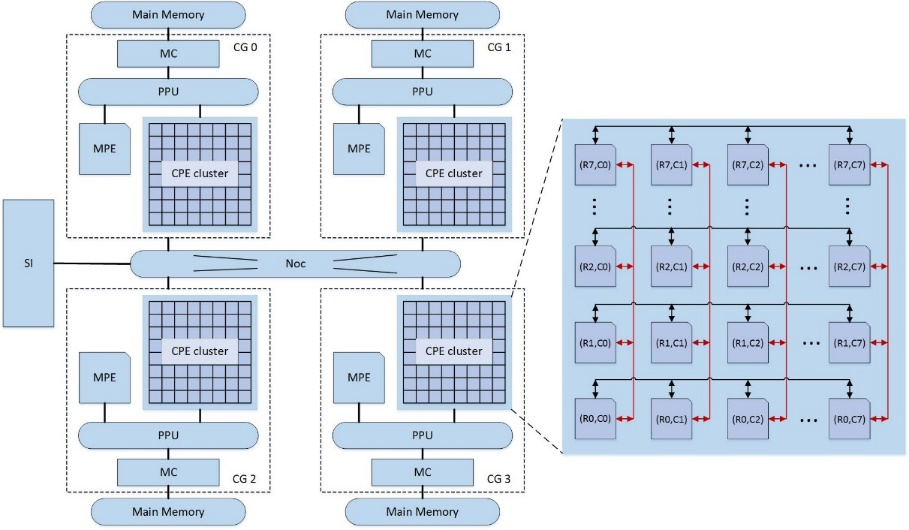 Main Memory
CG 0
MC
PPU
MPE
CPE cluster
Main Memory
CG 1
MC
PPU
MPE
CPE cluster
SI
Noc
CPE cluster
MPE
PPU
MC
CG 2
Main Memory
CPE cluster
MPE
PPU
MC
CG 3
Main Memory
(R7,C0) (R7,C1) (R7,C2) ... (R7,C7)
(R2,C0) (R2,C1) (R2,C2) ... (R2,C7)
(R1,C0) (R1,C1) (R1,C2) ... (R1,C7)
(R0,C0) (R0,C1) (R0,C2) ... (R0,C7)